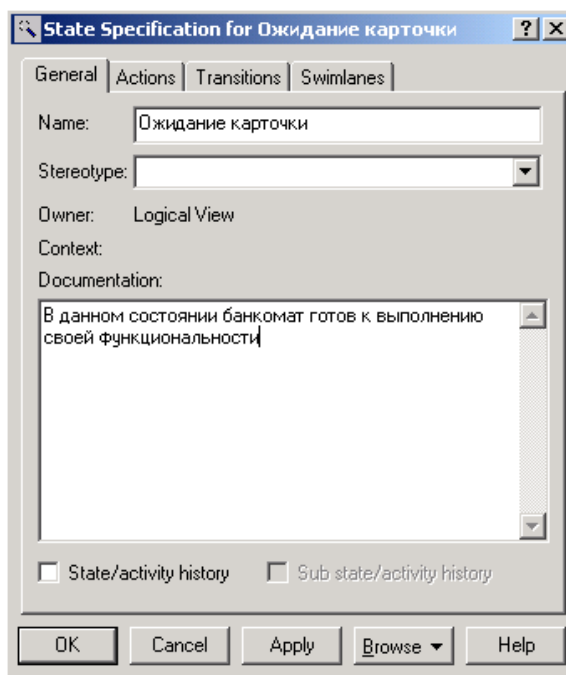 State Specification for Ожидание карточки
General Actions Transitions Swimlanes
Name: Ожидание карточки
Stereotype:
Owner: Logical View
Context:
Documentation:
В данном состоянии банкомат готов к выполнению
своей функциональности
State/activity history Sub state/activity history
OK Cancel Apply Browse Help